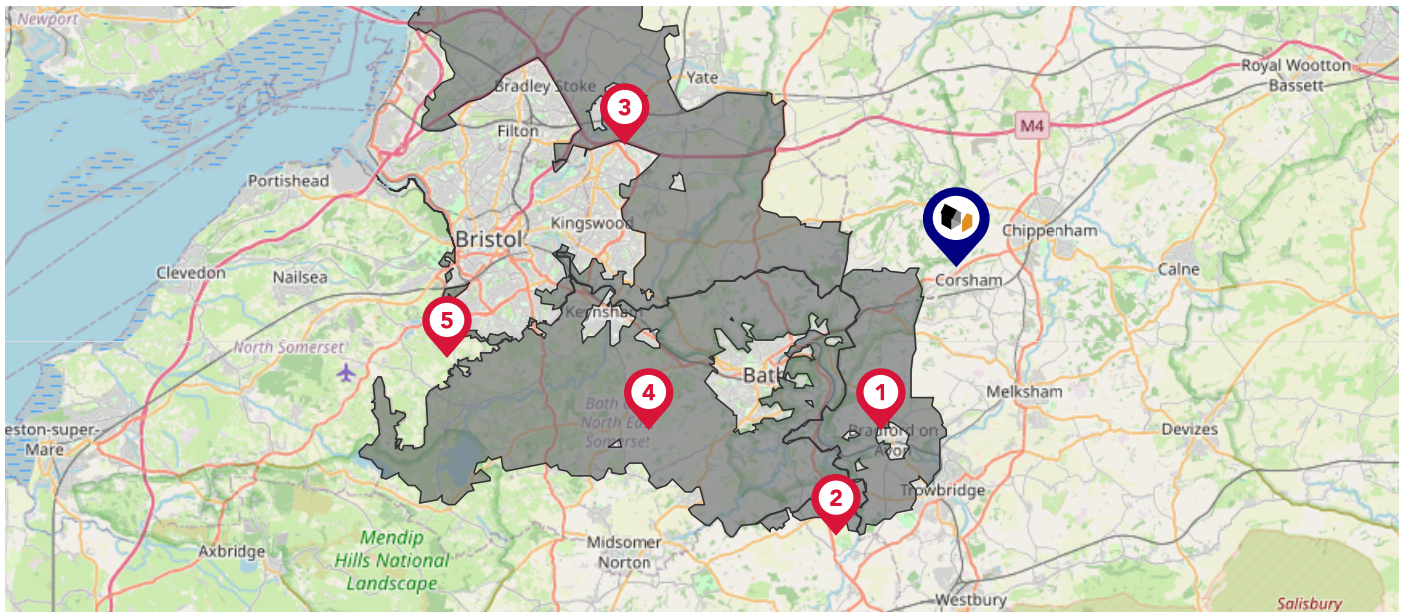 Newport
Yate
Royal Wootton
Bassett
Bradley Stoke
3
M4
Filton
Portishead
Kingswood
Chippenham
Bristol
Clevedon
Nailsea
Calne
Corsham
Keynsham
5
North Somerset
Bath
4
1
Melksham
Bath
North Ea
Somerset
eston-super-
Mare
Bradford on
Avon
Devizes
2
Trowbridge
Axbridge
Mendip
Hills National
Landscape
Midsomer
Norton
Westbury
Salisbury